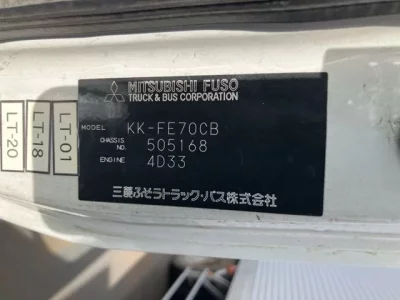 MITSUBISHI FUSO
TRUCK & BUS CORPORATION
MODEL KK-FE70CB
CHASSIS NO. 505168
ENGINE 4D33
三菱ふそうトラック・バス株式会社
LT-20
LT-18
LT-01